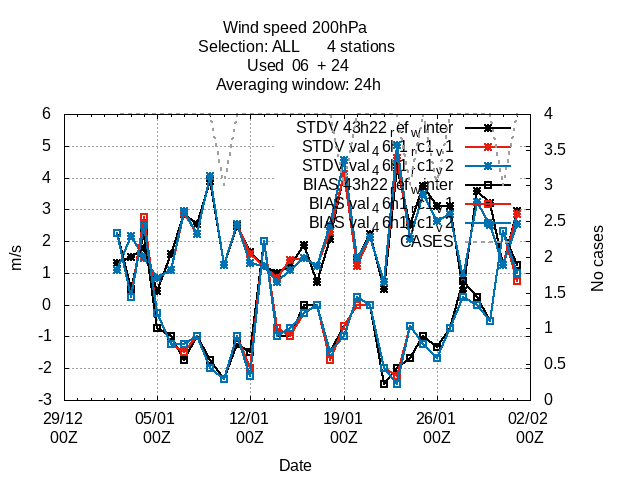 Wind speed 200hPa
Selection: ALL 4 stations
Used 06 + 24
Averaging window: 24h
STDV 43h22_ref_winter
STDV val_46h1_rc1_v1
STDV val_46h1_rc1_v2
BIAS 43h22_ref_winter
BIAS val_46h1_rc1_v1
BIAS val_46h1_rc1_v2
CASES
6
5
4
3
2
1
0
-1
-2
-3
m/s
4
3.5
3
2.5
2
1.5
1
0.5
0
No cases
29/12 05/01 12/01 19/01 26/01 02/02
00Z 00Z 00Z 00Z 00Z 00Z
Date